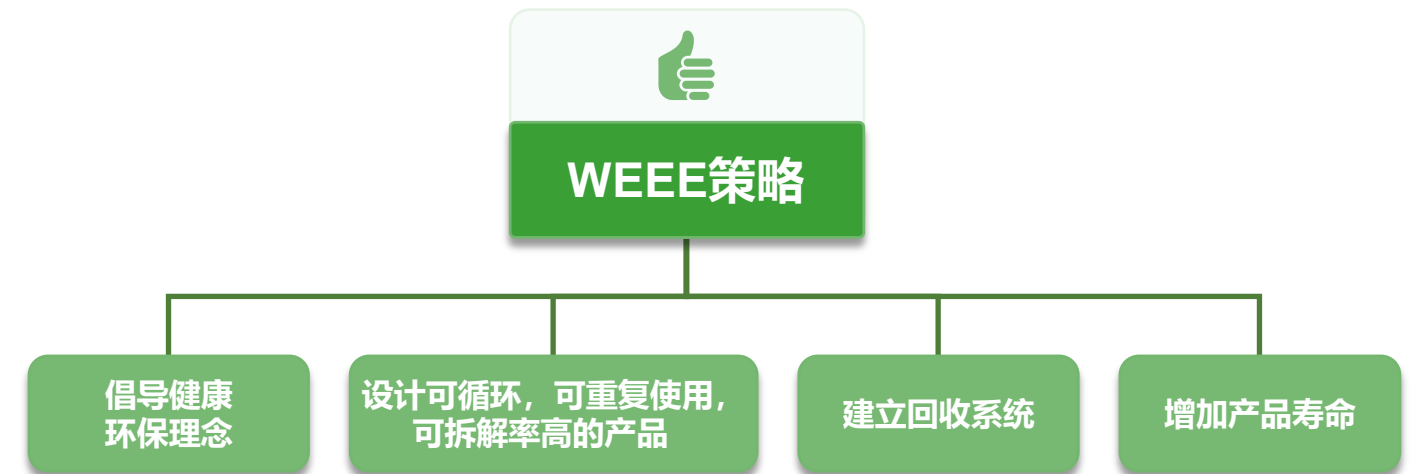 WEEE策略
倡导健康
环保理念
设计可循环，可重复使用，
可拆解率高的产品
建立回收系统
增加产品寿命